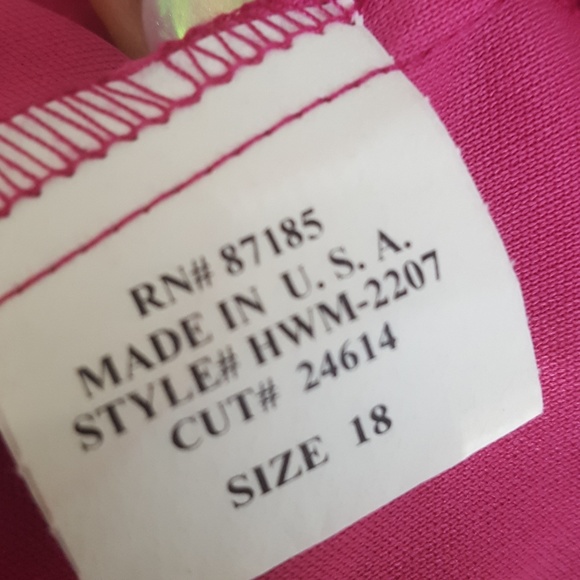 RN# 87185
MADE IN U. S. A.
STYLE# HWM-2207
CUT# 24614
SIZE 18